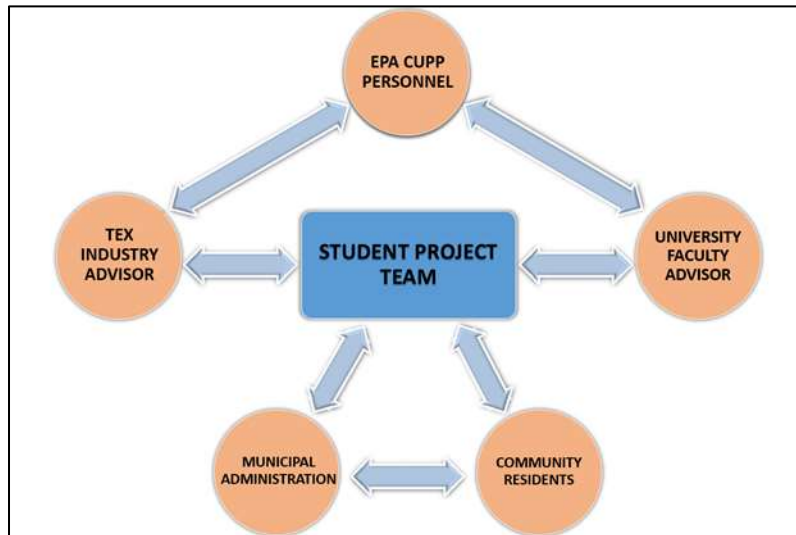 EPA CUPP
PERSONNEL
TEX
INDUSTRY
ADVISOR
STUDENT PROJECT
TEAM
UNIVERSITY
FACULTY
ADVISOR
MUNICIPAL
ADMINISTRATION
COMMUNITY
RESIDENTS